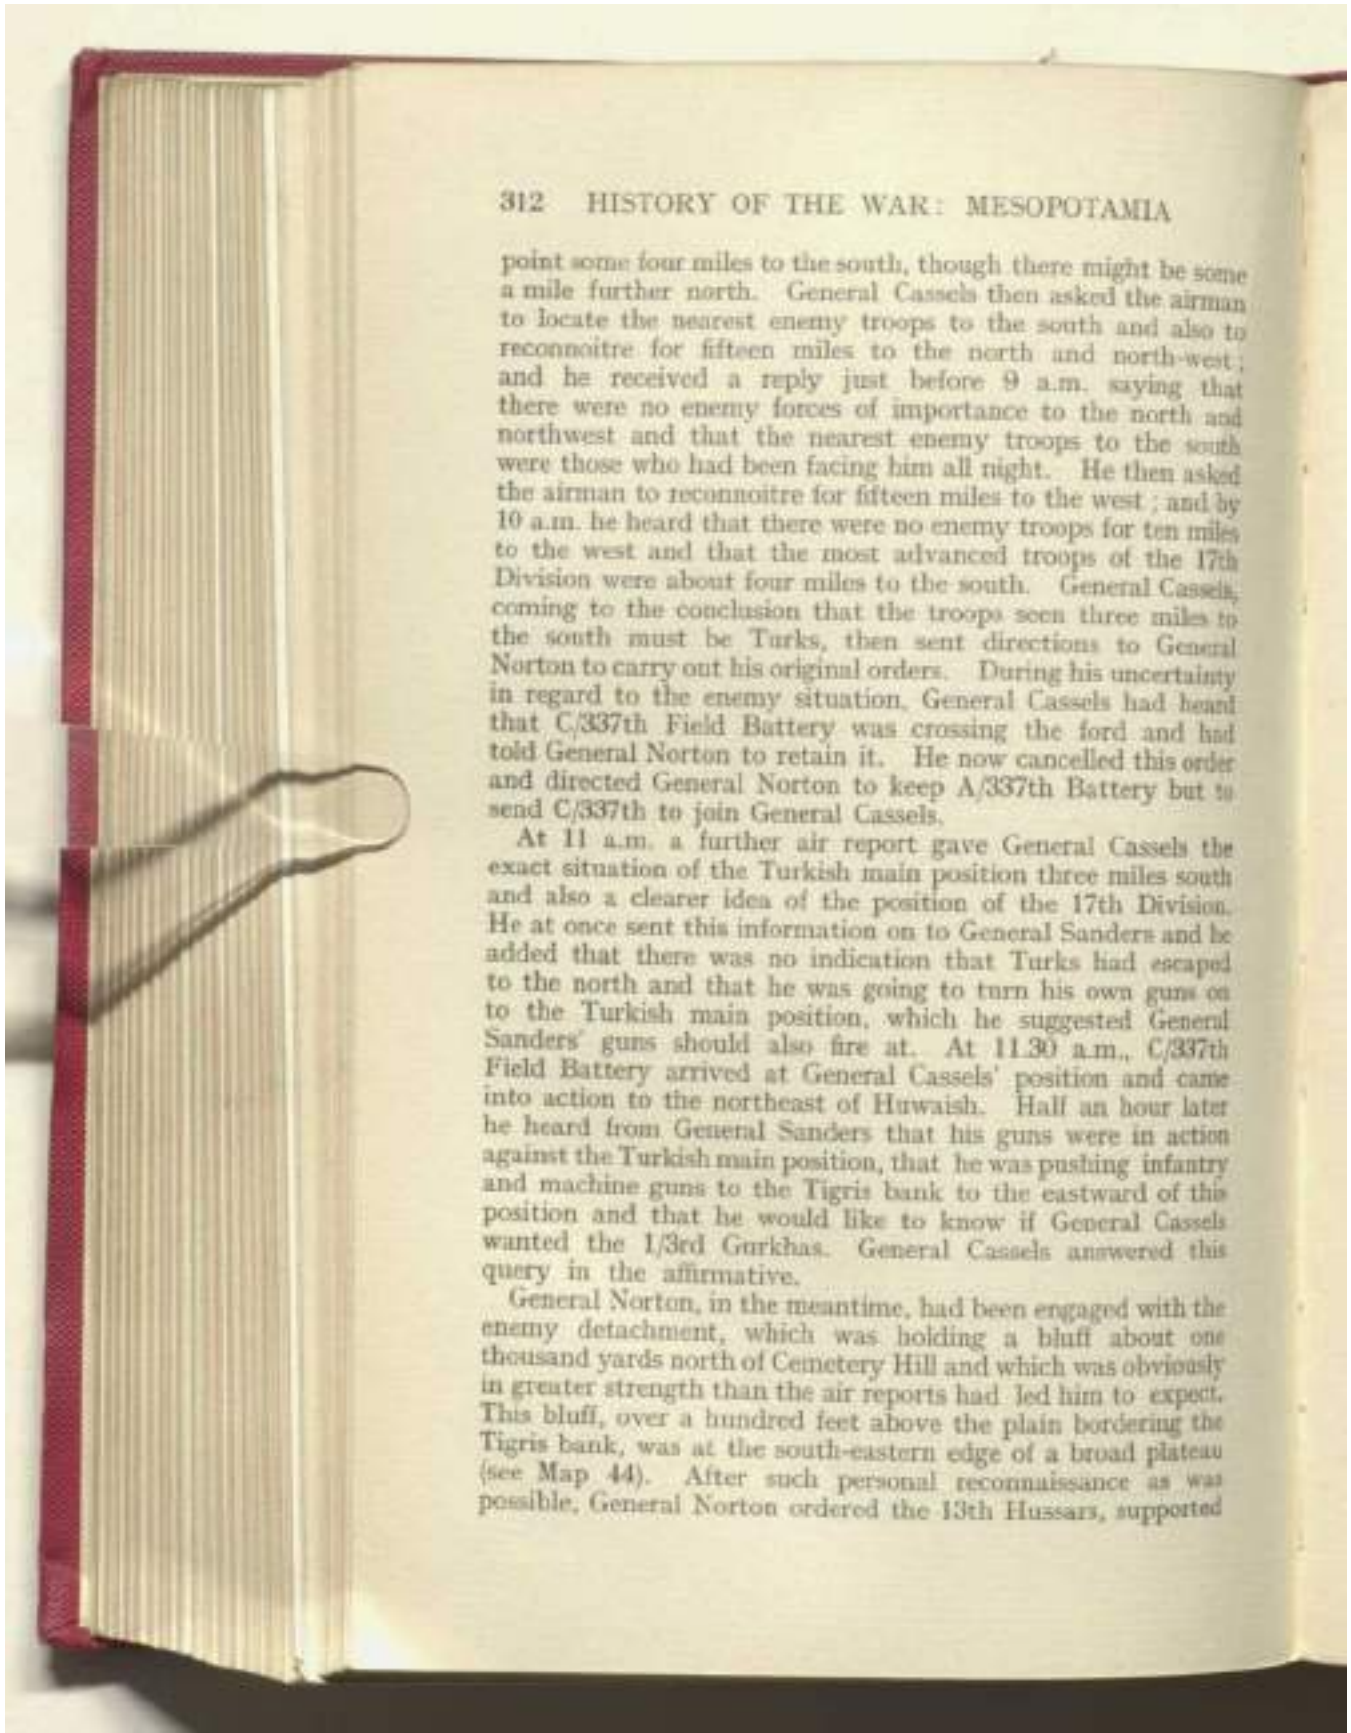 312 HISTORY OF THE WAR: MESOPOTAMIA
point some four miles to the south, though there might be some
a mile further north. General Cassels then asked the airman
to locate the nearest enemy troops to the south and also to
reconnoitre for fifteen miles to the north and north-west;
and he received a reply just before 9 a.m. saying that
there were no enemy forces of importance to the north and
northwest and that the nearest enemy troops to the south
were those who had been facing him all night. He then asked
the airman to reconnoitre for fifteen miles to the west; and by
10 a.m. he heard that there were no enemy troops for ten miles
to the west and that the most advanced troops of the 17th
Division were about four miles to the south. General Cassels,
coming to the conclusion that the troops seen three miles to
the south must be Turks, then sent directions to General
Norton to carry out his original orders. During his uncertainty
in regard to the enemy situation, General Cassels had heard
that C/337th Field Battery was crossing the ford and had
told General Norton to retain it. He now cancelled this order
and directed General Norton to keep A/337th Battery but to
send C/337th to join General Cassels.
At 11 a.m. a further air report gave General Cassels the
exact situation of the Turkish main position three miles south
and also a clearer idea of the position of the 17th Division.
He at once sent this information on to General Sanders and he
added that there was no indication that Turks had escaped
to the north and that he was going to turn his own guns on
to the Turkish main position, which he suggested General
Sanders' guns should also fire at. At 11.30 a.m., C/337th
Field Battery arrived at General Cassels' position and came
into action to the northeast of Huwaish. Half an hour later
he heard from General Sanders that his guns were in action
against the Turkish main position, that he was pushing infantry
and machine guns to the Tigris bank to the eastward of this
position and that he would like to know if General Cassels
wanted the 1/3rd Gurkhas. General Cassels answered this
query in the affirmative.
General Norton, in the meantime, had been engaged with the
enemy detachment, which was holding a bluff about one
thousand yards north of Cemetery Hill and which was obviously
in greater strength than the air reports had led him to expect.
This bluff, over a hundred feet above the plain bordering the
Tigris bank, was at the south-eastern edge of a broad plateau
(see Map 44). After such personal reconnaissance as was
possible, General Norton ordered the 13th Hussars, supported